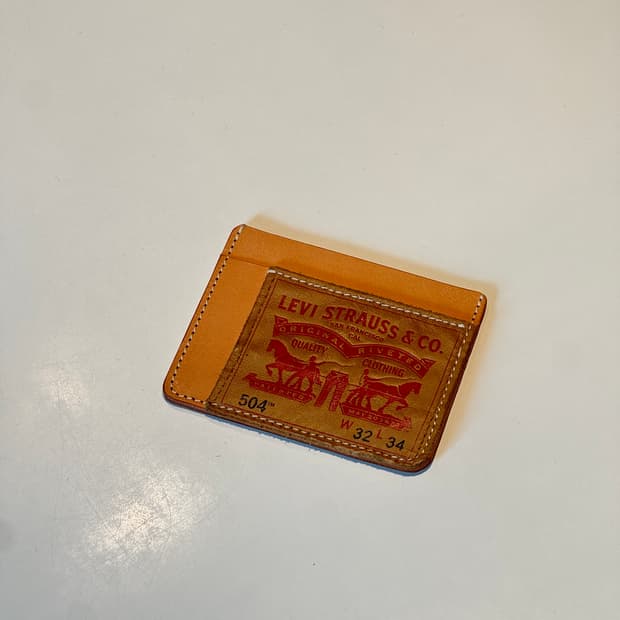 LEVI STRAUSS & CO.
SAN FRANCISCO
CAL
ORIGINAL RIVETED
QUALITY CLOTHING
504™
W 32 L 34